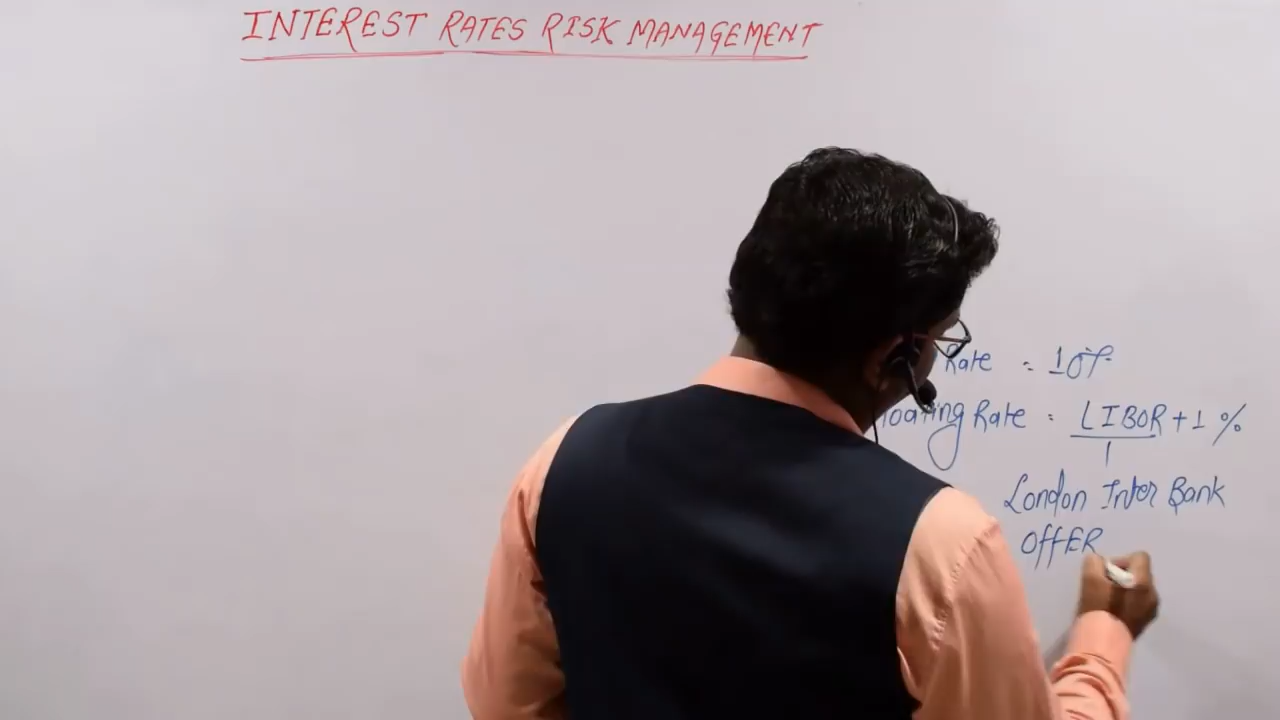 INTEREST RATES RISK MANAGEMENT
Rate = 10%
loating Rate = LIBOR + 1 %
London Inter Bank
OFFER